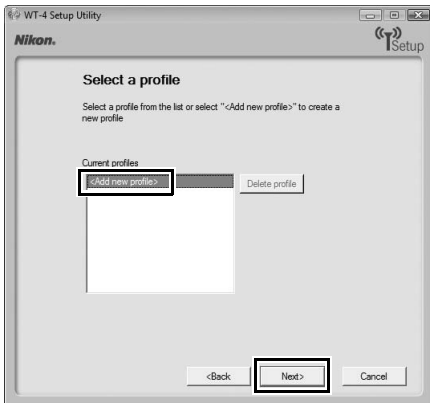 WT-4 Setup Utility
Nikon.
Setup
Select a profile
Select a profile from the list or select "<Add new profile>" to create a
new profile
Current profiles
<Add new profile>
Delete profile
<Back
Next>
Cancel